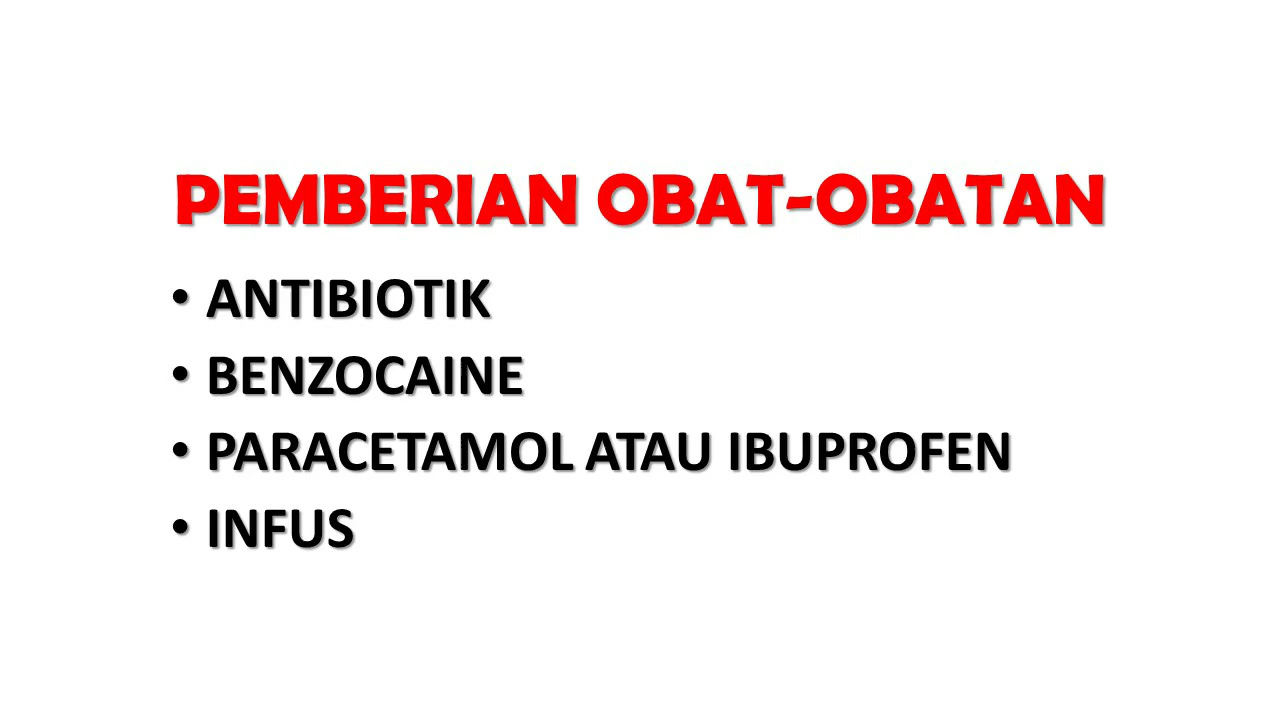 PEMBERIAN OBAT-OBATAN
• ANTIBIOTIK
• BENZOCAINE
• PARACETAMOL ATAU IBUPROFEN
• INFUS